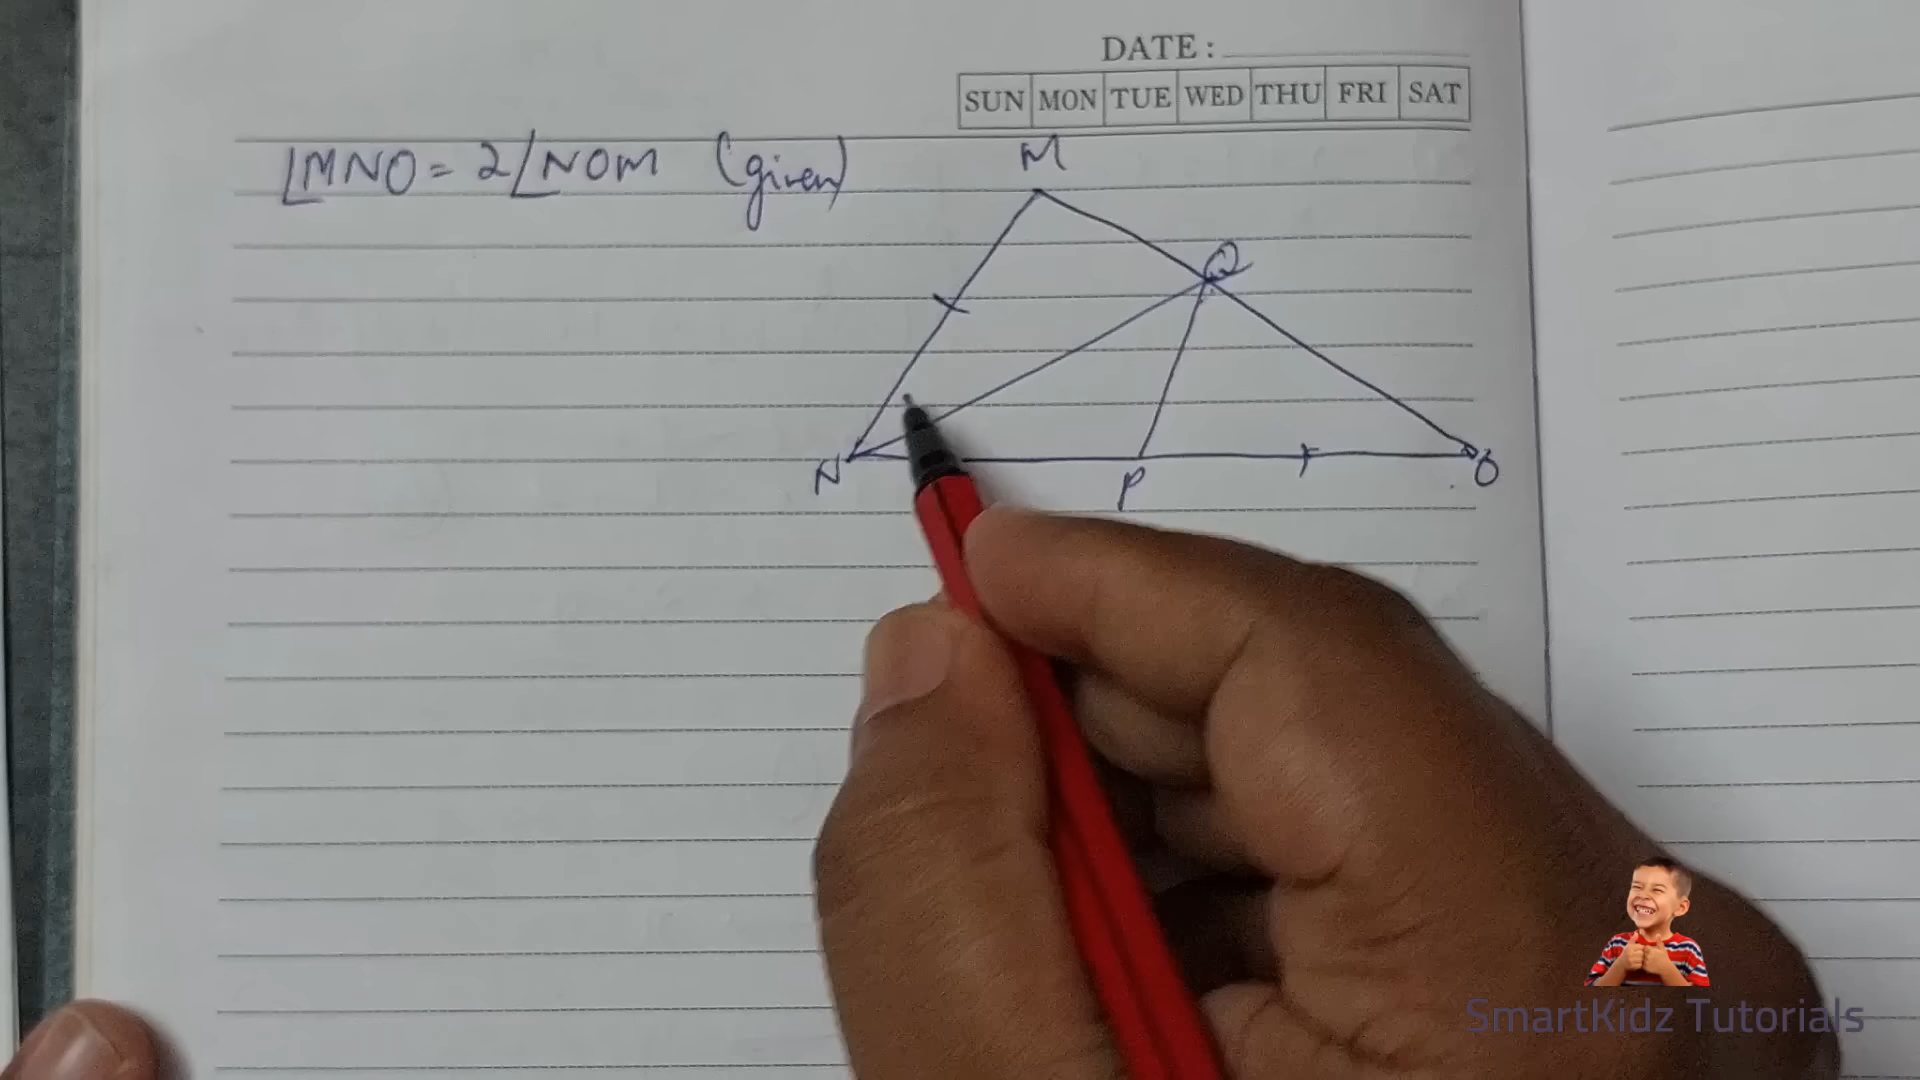 DATE :
SUN MON TUE WED THU FRI SAT
∠MNO = 2∠NOM (given)
M
Q
N
P
O
SmartKidz Tutorials